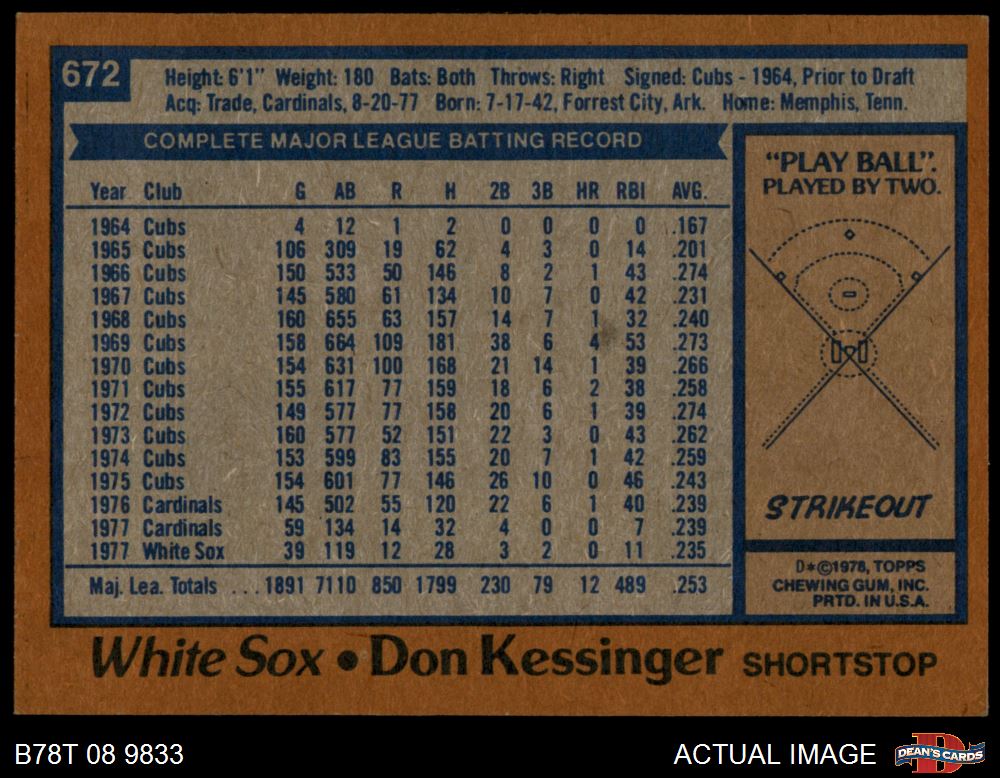 672
Height: 6'1" Weight: 180 Bats: Both Throws: Right Signed: Cubs - 1964, Prior to Draft
Acq: Trade, Cardinals, 8-20-77 Born: 7-17-42, Forrest City, Ark. Home: Memphis, Tenn.
COMPLETE MAJOR LEAGUE BATTING RECORD
Year Club G AB R H 2B 3B HR RBI AVG.
1964 Cubs 4 12 1 2 0 0 0 0 .167
1965 Cubs 106 309 19 62 4 3 0 14 .201
1966 Cubs 150 533 50 146 8 2 1 43 .274
1967 Cubs 145 580 61 134 10 7 0 42 .231
1968 Cubs 160 655 63 157 14 7 1 32 .240
1969 Cubs 158 664 109 181 38 6 4 53 .273
1970 Cubs 154 631 100 168 21 14 1 39 .266
1971 Cubs 155 617 77 159 18 6 2 38 .258
1972 Cubs 149 577 77 158 20 6 1 39 .274
1973 Cubs 160 577 52 151 22 3 0 43 .262
1974 Cubs 153 599 83 155 20 7 1 42 .259
1975 Cubs 154 601 77 146 26 10 0 46 .243
1976 Cardinals 145 502 55 120 22 6 1 40 .239
1977 Cardinals 59 134 14 32 4 0 0 7 .239
1977 White Sox 39 119 12 28 3 2 0 11 .235
Maj. Lea. Totals ... 1891 7110 850 1799 230 79 12 489 .253
"PLAY BALL".
PLAYED BY TWO.
STRIKEOUT
D*©1978, TOPPS
CHEWING GUM, INC.
PRTD. IN U.S.A.
White Sox • Don Kessinger SHORTSTOP
B78T 08 9833
ACTUAL IMAGE
DEAN'S CARDS